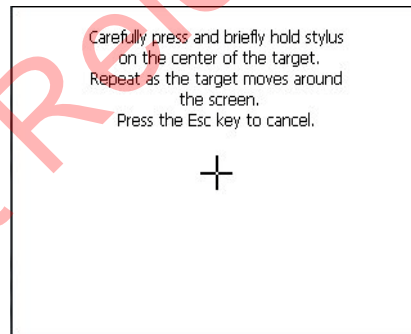 Carefully press and briefly hold stylus
on the center of the target.
Repeat as the target moves around
the screen.
Press the Esc key to cancel.